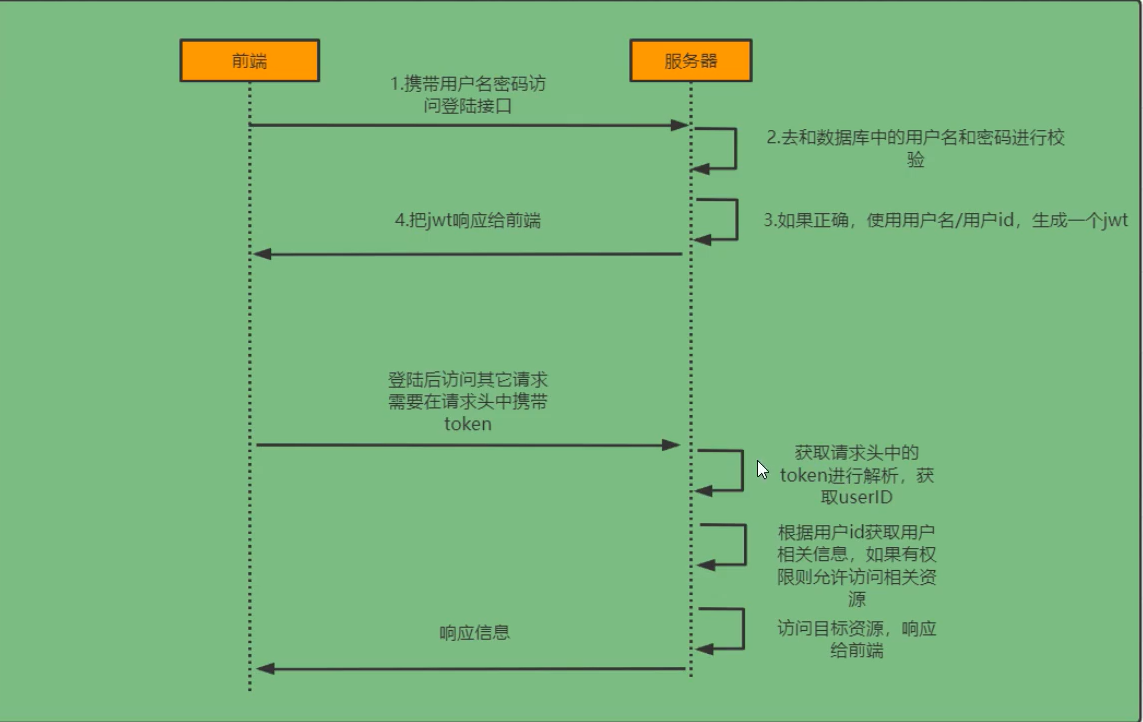 前端
服务器
1.携带用户名密码访
问登陆接口
2.去和数据库中的用户名和密码进行校
验
4.把jwt响应给前端
3.如果正确，使用用户名/用户id，生成一个jwt
登陆后访问其它请求
需要在请求头中携带
token
获取请求头中的
token进行解析，获
取userID
根据用户id获取用户
相关信息，如果有权
限则允许访问相关资
源
响应信息
访问目标资源，响应
给前端